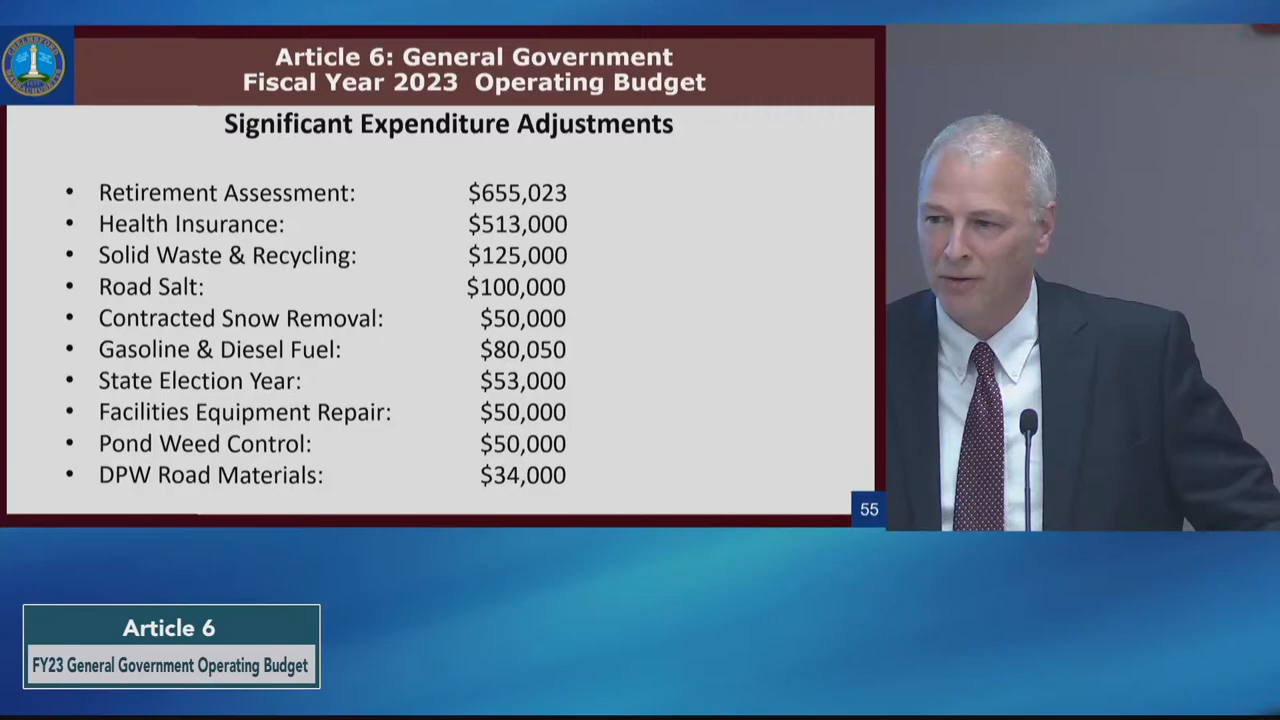 Article 6: General Government
Fiscal Year 2023 Operating Budget
Significant Expenditure Adjustments
• Retirement Assessment: $655,023
• Health Insurance: $513,000
• Solid Waste & Recycling: $125,000
• Road Salt: $100,000
• Contracted Snow Removal: $50,000
• Gasoline & Diesel Fuel: $80,050
• State Election Year: $53,000
• Facilities Equipment Repair: $50,000
• Pond Weed Control: $50,000
• DPW Road Materials: $34,000
55
Article 6
FY23 General Government Operating Budget